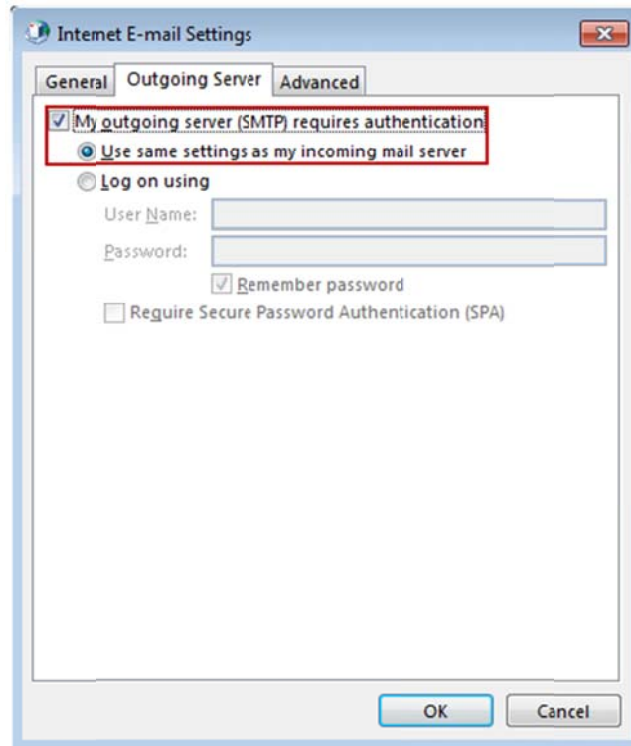 Internet E-mail Settings
General Outgoing Server Advanced
My outgoing server (SMTP) requires authentication
Use same settings as my incoming mail server
Log on using
User Name:
Password:
Remember password
Require Secure Password Authentication (SPA)
OK Cancel